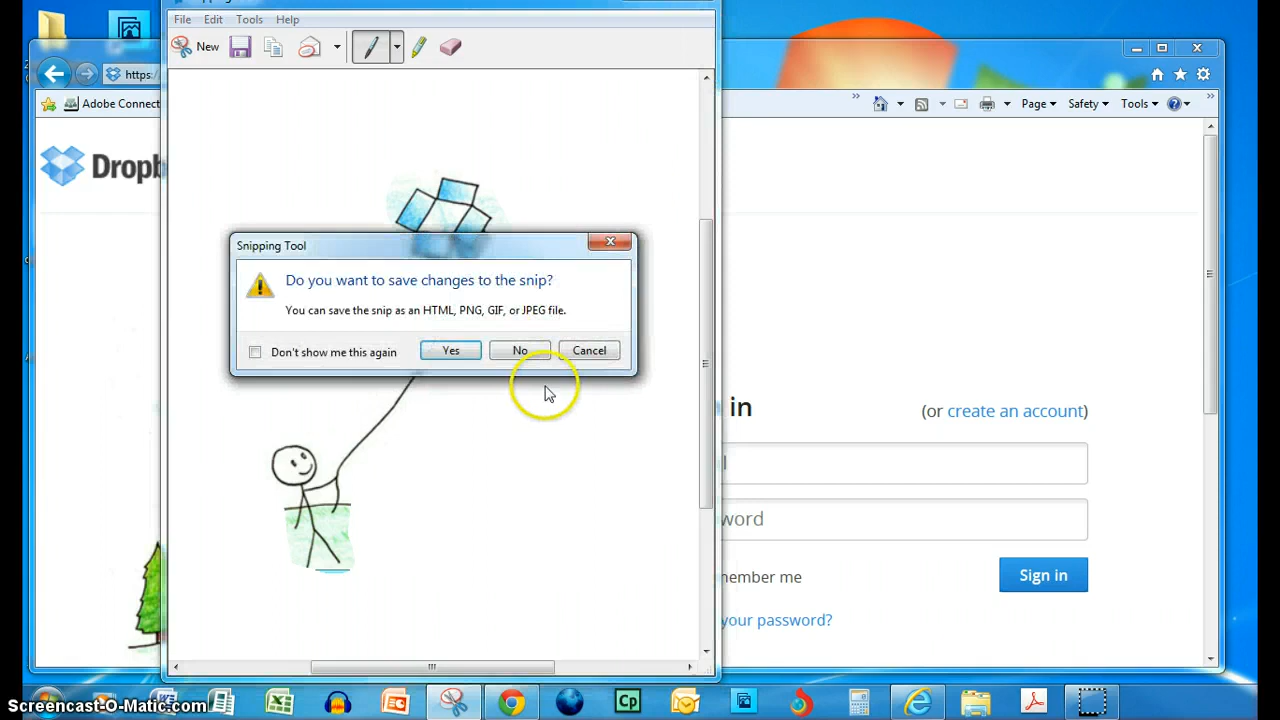 File Edit Tools Help
New
https:/
Adobe Connect
Page Safety Tools
Dropb
Snipping Tool
Do you want to save changes to the snip?
You can save the snip as an HTML, PNG, GIF, or JPEG file.
Don't show me this again
Yes
No
Cancel
in
(or create an account)
l
word
member me
Sign in
your password?
Cp
Screencast-O-Matic.com